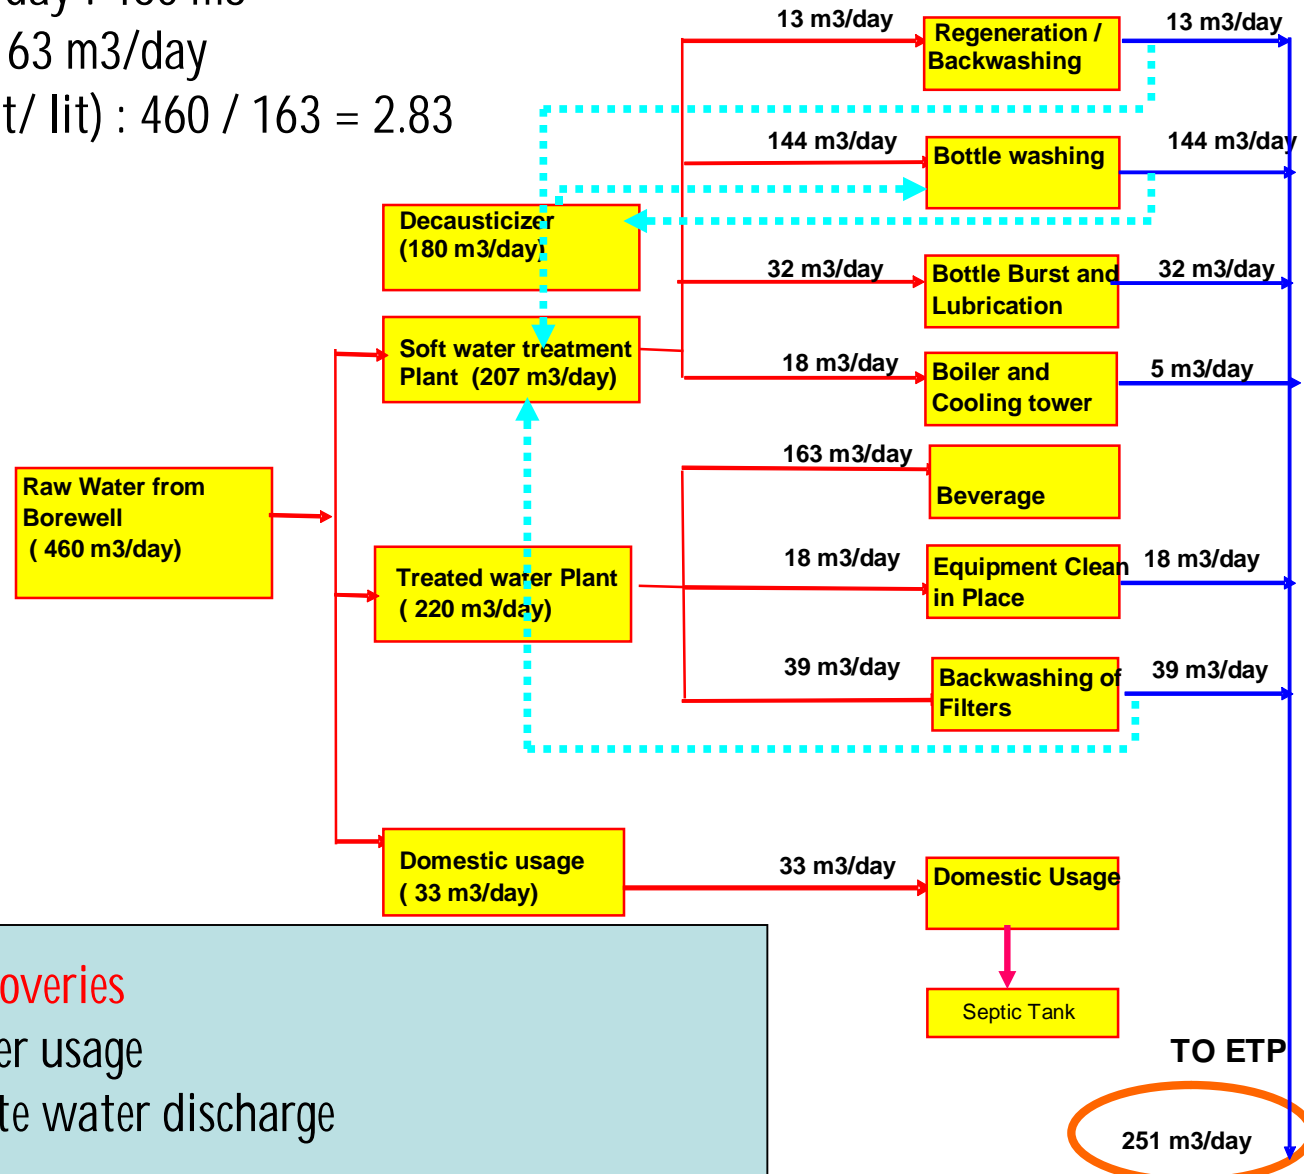 day : 460 m3
63 m3/day
t/ lit) : 460 / 163 = 2.83
13 m3/day
Regeneration /
Backwashing
13 m3/day
144 m3/day
Bottle washing
144 m3/day
Decausticizer
(180 m3/day)
32 m3/day
Bottle Burst and
Lubrication
32 m3/day
Soft water treatment
Plant (207 m3/day)
18 m3/day
Boiler and
Cooling tower
5 m3/day
163 m3/day
Beverage
Raw Water from
Borewell
( 460 m3/day)
Treated water Plant
( 220 m3/day)
18 m3/day
Equipment Clean
in Place
18 m3/day
39 m3/day
Backwashing of
Filters
39 m3/day
Domestic usage
( 33 m3/day)
33 m3/day
Domestic Usage
Septic Tank
overies
er usage
te water discharge
TO ETP
251 m3/day